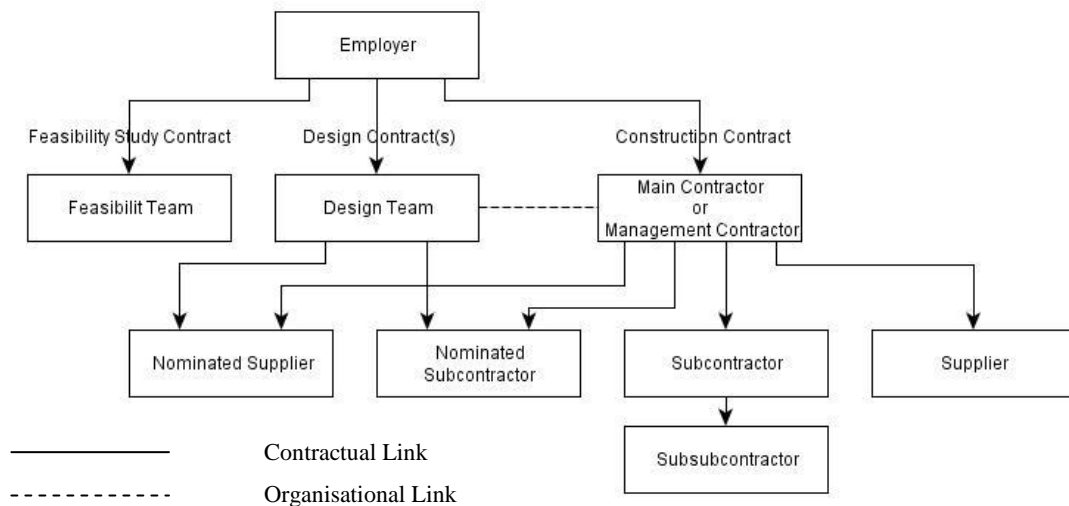 Employer
Feasibility Study Contract
Design Contract(s)
Construction Contract
Feasibilit Team
Design Team
Main Contractor
or
Management Contractor
Nominated Supplier
Nominated
Subcontractor
Subcontractor
Supplier
Subsubcontractor
Contractual Link
Organisational Link